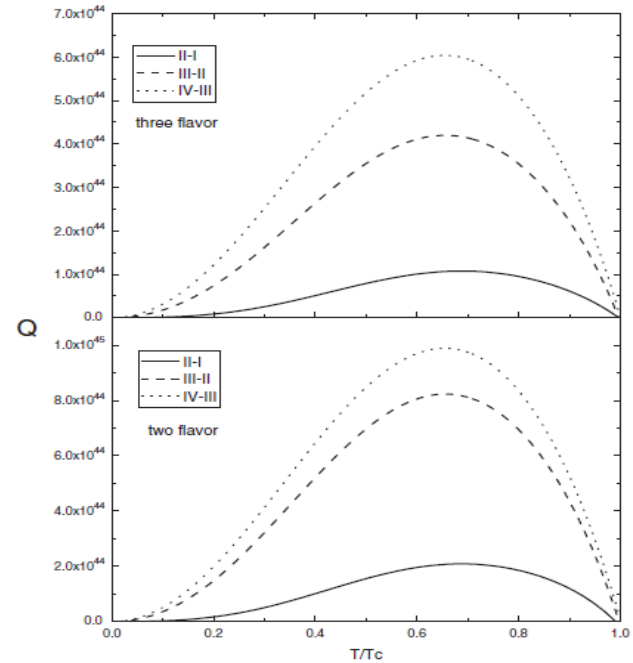 7.0x10^44
6.0x10^44
5.0x10^44
4.0x10^44
3.0x10^44
2.0x10^44
1.0x10^44
0.0
II-I
III-II
IV-III
three flavor
Q
1.0x10^45
8.0x10^44
6.0x10^44
4.0x10^44
2.0x10^44
0.0
II-I
III-II
IV-III
two flavor
0.0 0.2 0.4 0.6 0.8 1.0
T/Tc